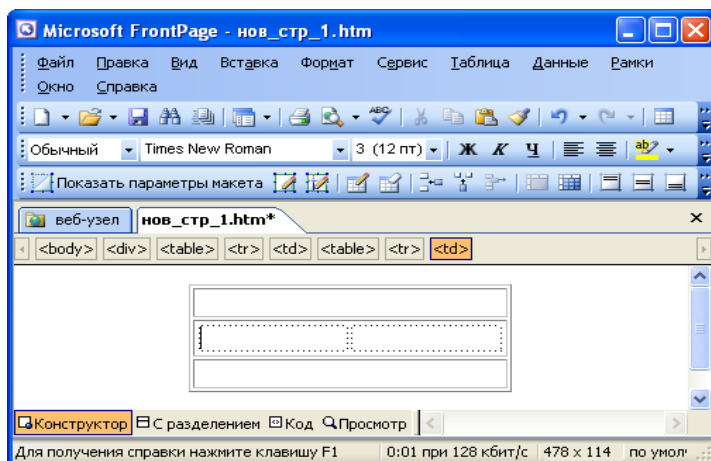 Microsoft FrontPage - нов_стр_1.htm
Файл Правка Вид Вставка Формат Сервис Таблица Данные Рамки
Окно Справка
ABC
Обычный Times New Roman 3 (12 пт) Ж К Ч ab
Показать параметры макета
веб-узел нов_стр_1.htm*
<body> <div> <table> <tr> <td> <table> <tr> <td>
Конструктор С разделением Код Просмотр
Для получения справки нажмите клавишу F1 0:01 при 128 кбит/с 478 x 114 по умол